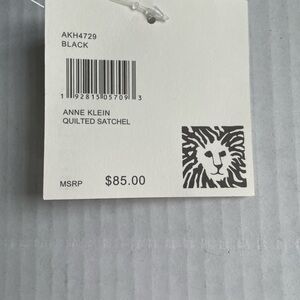 AKH4729
BLACK
1 92815 05709 3
ANNE KLEIN
QUILTED SATCHEL
MSRP $85.00